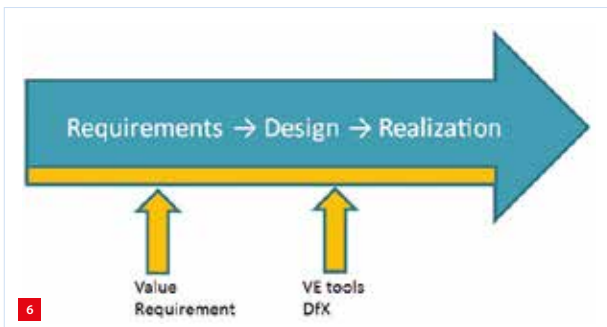 Requirements → Design → Realization
Value
Requirement
VE tools
DfX
6